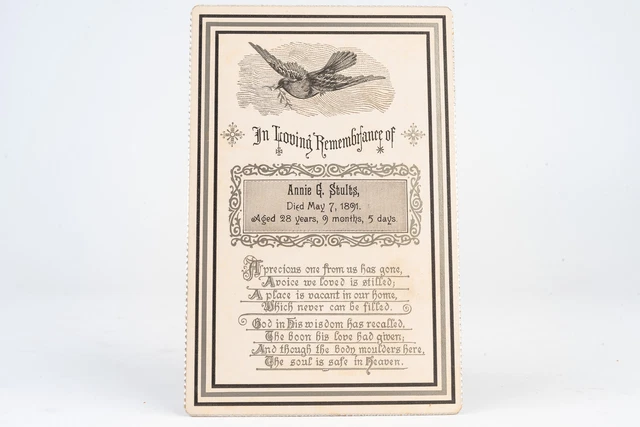 In Loving Remembrance of
Annie G. Stults,
Died May 7, 1891.
Aged 28 years, 9 months, 5 days.
A precious one from us has gone,
A voice we loved is stilled;
A place is vacant in our home,
Which never can be filled.
God in His wisdom has recalled,
The boon his love had given;
And though the body moulders here,
The soul is safe in Heaven.